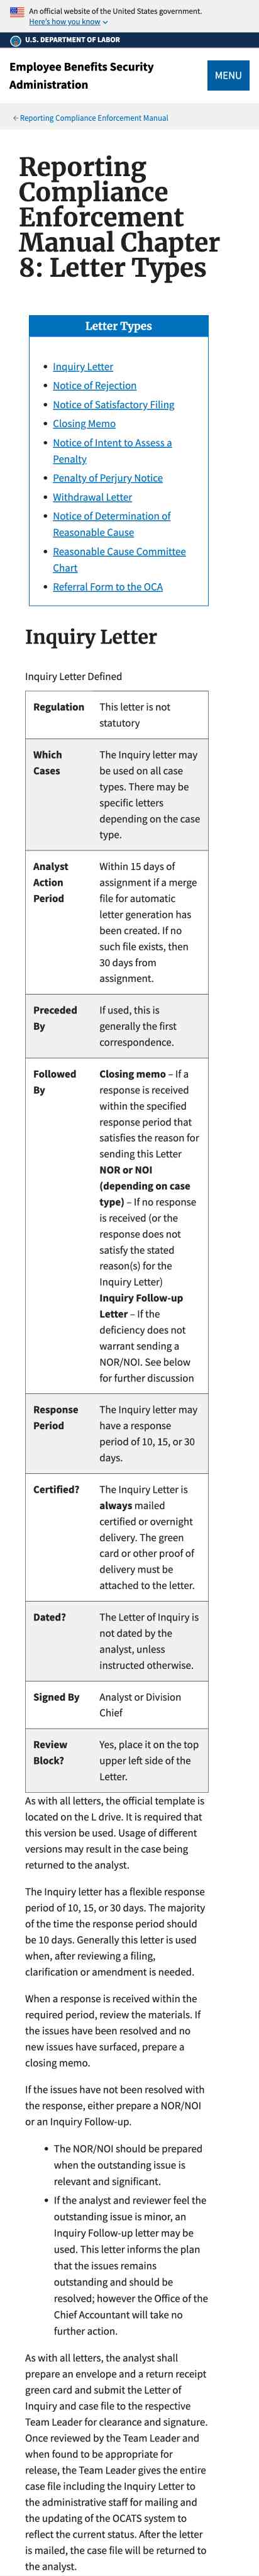 An official website of the United States government.
Here's how you know
U.S. DEPARTMENT OF LABOR
Employee Benefits Security
Administration
MENU
Reporting Compliance Enforcement Manual
Reporting
Compliance
Enforcement
Manual Chapter
8: Letter Types
Letter Types
• Inquiry Letter
• Notice of Rejection
• Notice of Satisfactory Filing
• Closing Memo
• Notice of Intent to Assess a
Penalty
• Penalty of Perjury Notice
• Withdrawal Letter
• Notice of Determination of
Reasonable Cause
• Reasonable Cause Committee
Chart
• Referral Form to the OCA
Inquiry Letter
Inquiry Letter Defined
Regulation This letter is not
statutory
Which The Inquiry letter may
Cases be used on all case
types. There may be
specific letters
depending on the case
type.
Analyst Within 15 days of
Action assignment if a merge
Period file for automatic
letter generation has
been created. If no
such file exists, then
30 days from
assignment.
Preceded If used, this is
By generally the first
correspondence.
Followed Closing memo – If a
By response is received
within the specified
response period that
satisfies the reason for
sending this Letter
NOR or NOI
(depending on case
type) – If no response
is received (or the
response does not
satisfy the stated
reason(s) for the
Inquiry Letter)
Inquiry Follow-up
Letter – If the
deficiency does not
warrant sending a
NOR/NOI. See below
for further discussion
Response The Inquiry letter may
Period have a response
period of 10, 15, or 30
days.
Certified? The Inquiry Letter is
always mailed
certified or overnight
delivery. The green
card or other proof of
delivery must be
attached to the letter.
Dated? The Letter of Inquiry is
not dated by the
analyst, unless
instructed otherwise.
Signed By Analyst or Division
Chief
Review Yes, place it on the top
Block? upper left side of the
Letter.
As with all letters, the official template is
located on the L drive. It is required that
this version be used. Usage of different
versions may result in the case being
returned to the analyst.
The Inquiry letter has a flexible response
period of 10, 15, or 30 days. The majority
of the time the response period should
be 10 days. Generally this letter is used
when, after reviewing a filing,
clarification or amendment is needed.
When a response is received within the
required period, review the materials. If
the issues have been resolved and no
new issues have surfaced, prepare a
closing memo.
If the issues have not been resolved with
the response, either prepare a NOR/NOI
or an Inquiry Follow-up.
• The NOR/NOI should be prepared
when the outstanding issue is
relevant and significant.
• If the analyst and reviewer feel the
outstanding issue is minor, an
Inquiry Follow-up letter may be
used. This letter informs the plan
that the issues remains
outstanding and should be
resolved; however the Office of the
Chief Accountant will take no
further action.
As with all letters, the analyst shall
prepare an envelope and a return receipt
green card and submit the Letter of
Inquiry and case file to the respective
Team Leader for clearance and signature.
Once reviewed by the Team Leader and
when found to be appropriate for
release, the Team Leader gives the entire
case file including the Inquiry Letter to
the administrative staff for mailing and
the updating of the OCATS system to
reflect the current status. After the letter
is mailed, the case file will be returned to
the analyst.